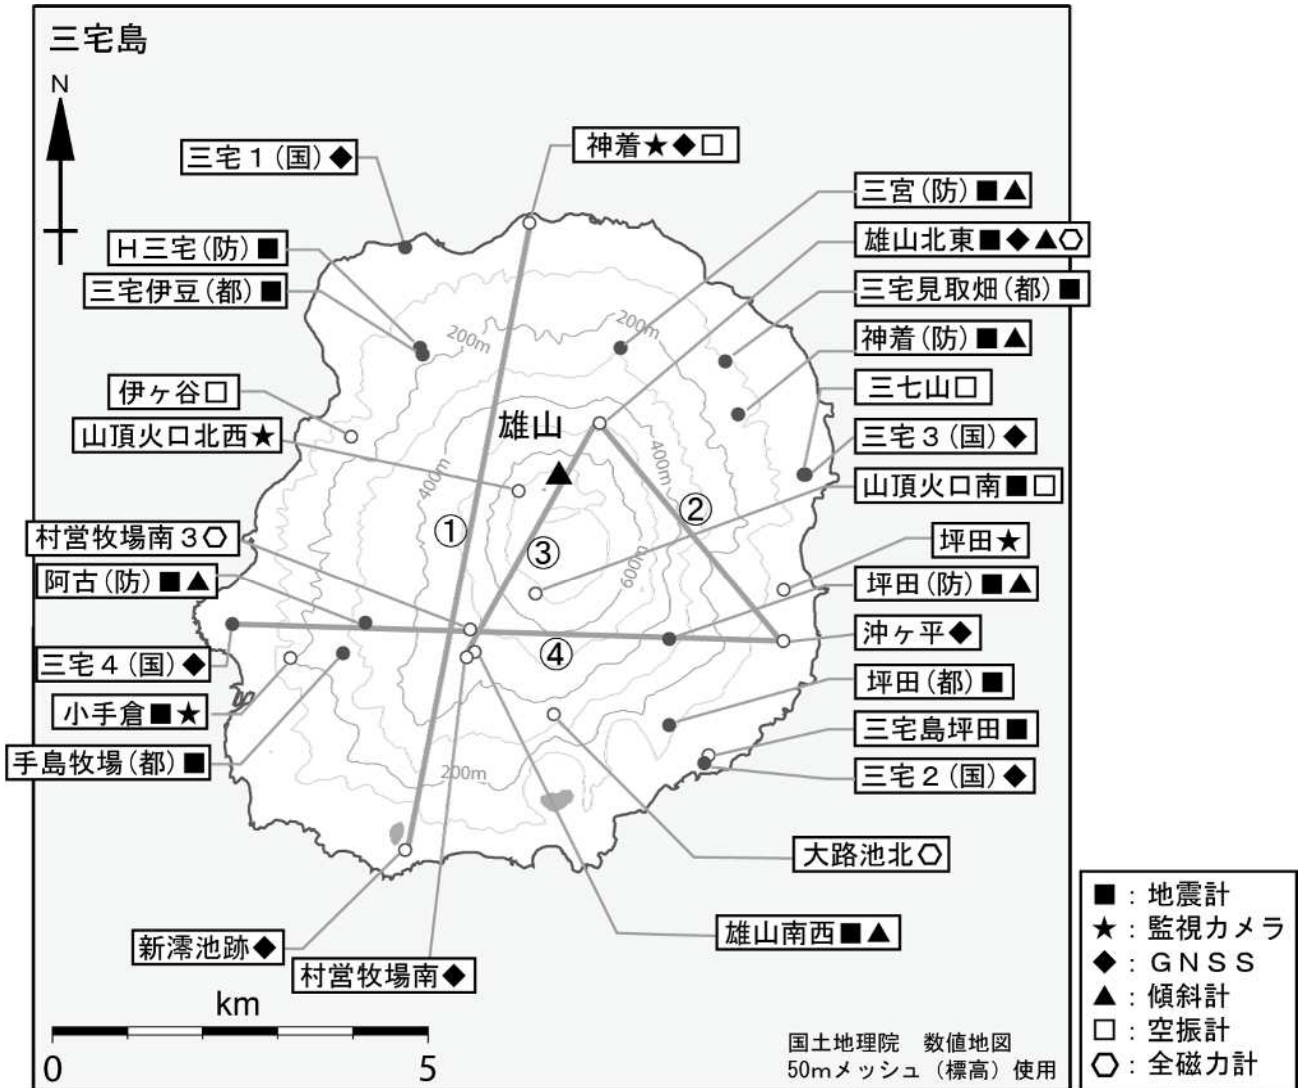 三宅島
N
神着★◆□
三宅1(国)◆
三宮(防)■▲
H三宅(防)■
雄山北東■◆▲⬡
三宅伊豆(都)■
三宅見取畑(都)■
200m
200m
神着(防)■▲
伊ヶ谷□
三七山□
山頂火口北西★
雄山
三宅3(国)◆
400m
400m
山頂火口南■□
①
②
村営牧場南3⬡
③
600m
坪田★
阿古(防)■▲
坪田(防)■▲
沖ヶ平◆
三宅4(国)◆
④
坪田(都)■
小手倉■★
三宅島坪田■
手島牧場(都)■
200m
三宅2(国)◆
大路池北⬡
新澪池跡◆
雄山南西■▲
村営牧場南◆
km
0
5
国土地理院 数値地図
50mメッシュ(標高)使用
■:地震計
★:監視カメラ
◆:GNSS
▲:傾斜計
□:空振計
⬡:全磁力計